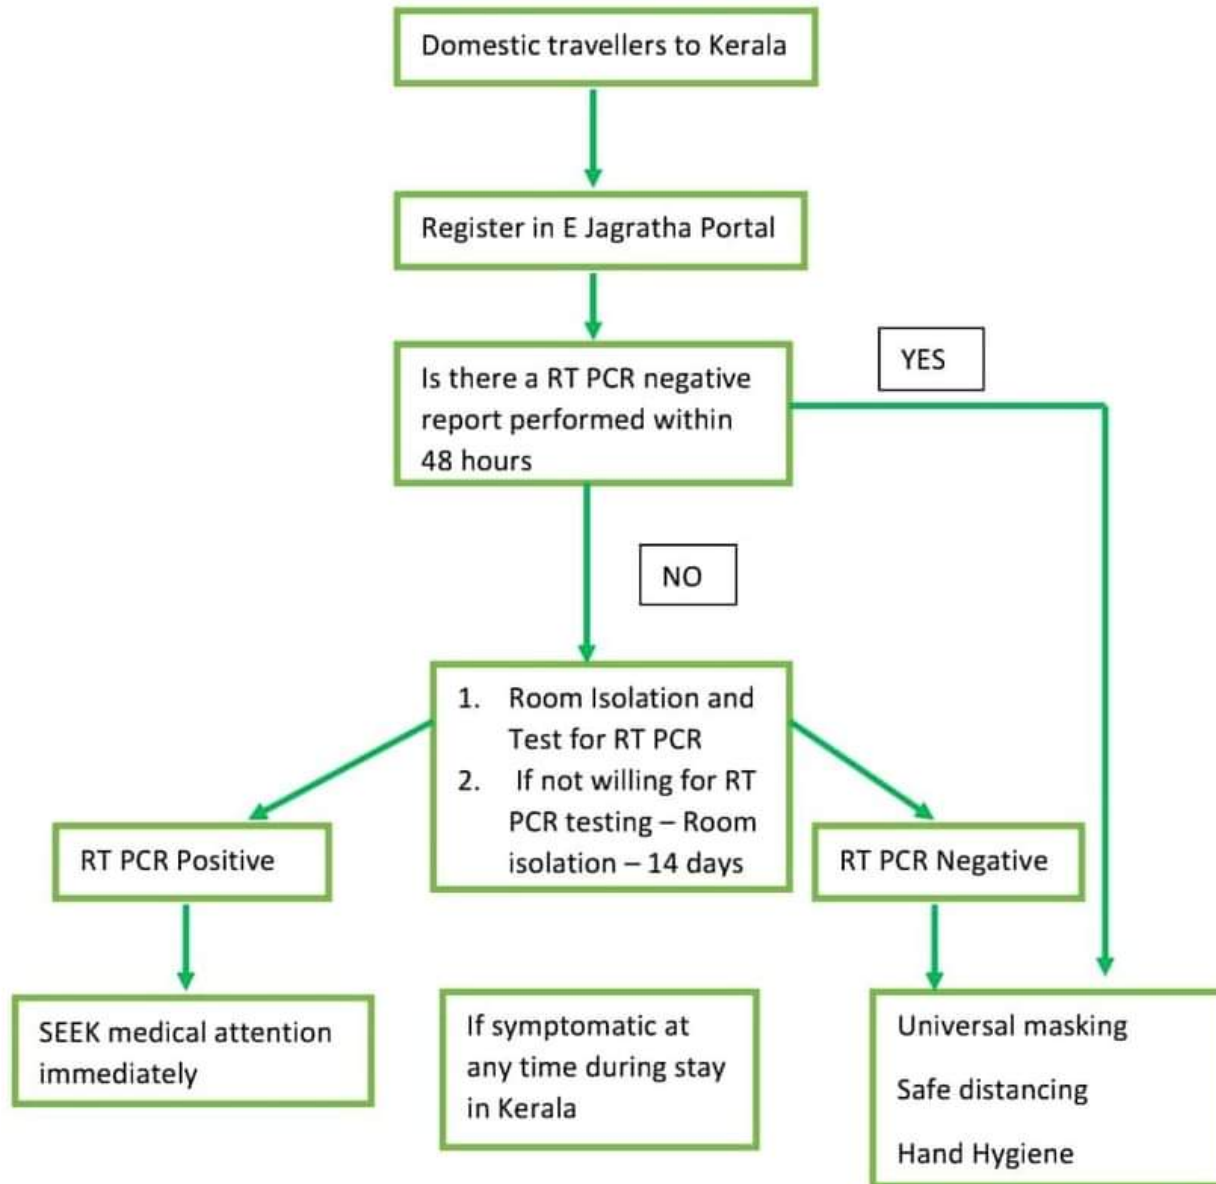 Domestic travellers to Kerala
Register in E Jagratha Portal
Is there a RT PCR negative
report performed within
48 hours
YES
NO
1. Room Isolation and
Test for RT PCR
2. If not willing for RT
PCR testing – Room
isolation – 14 days
RT PCR Positive
RT PCR Negative
SEEK medical attention
immediately
If symptomatic at
any time during stay
in Kerala
Universal masking
Safe distancing
Hand Hygiene